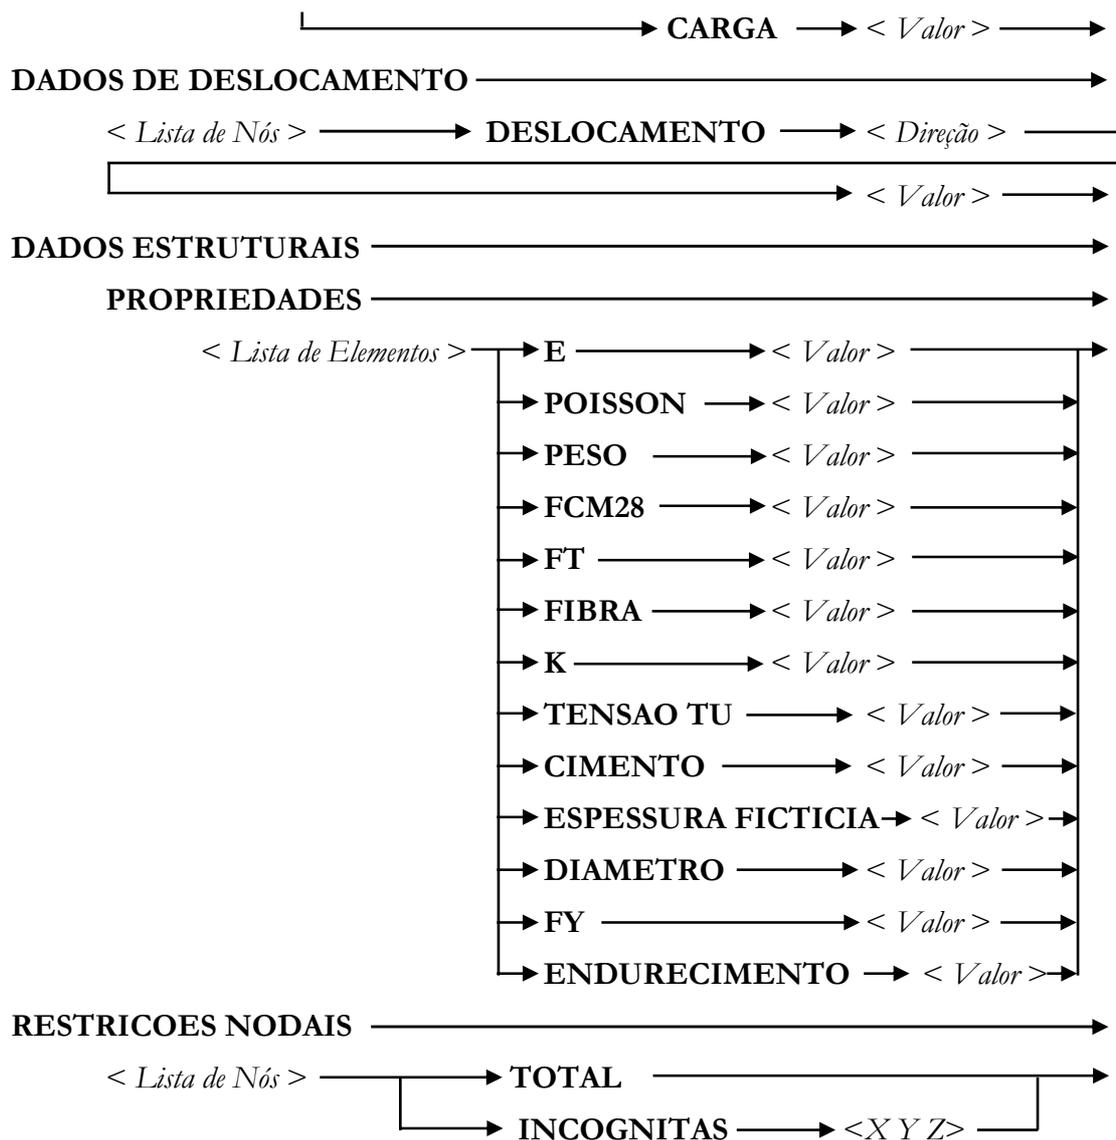 CARGA < Valor >
DADOS DE DESLOCAMENTO
< Lista de Nós > DESLOCAMENTO < Direção >
< Valor >
DADOS ESTRUTURAIS
PROPRIEDADES
< Lista de Elementos > E < Valor >
POISSON < Valor >
PESO < Valor >
FCM28 < Valor >
FT < Valor >
FIBRA < Valor >
K < Valor >
TENSAO TU < Valor >
CIMENTO < Valor >
ESPESSURA FICTICIA < Valor >
DIAMETRO < Valor >
FY < Valor >
ENDURECIMENTO < Valor >
RESTRICOES NODAIS
< Lista de Nós > TOTAL
INCOGNITAS <X Y Z>